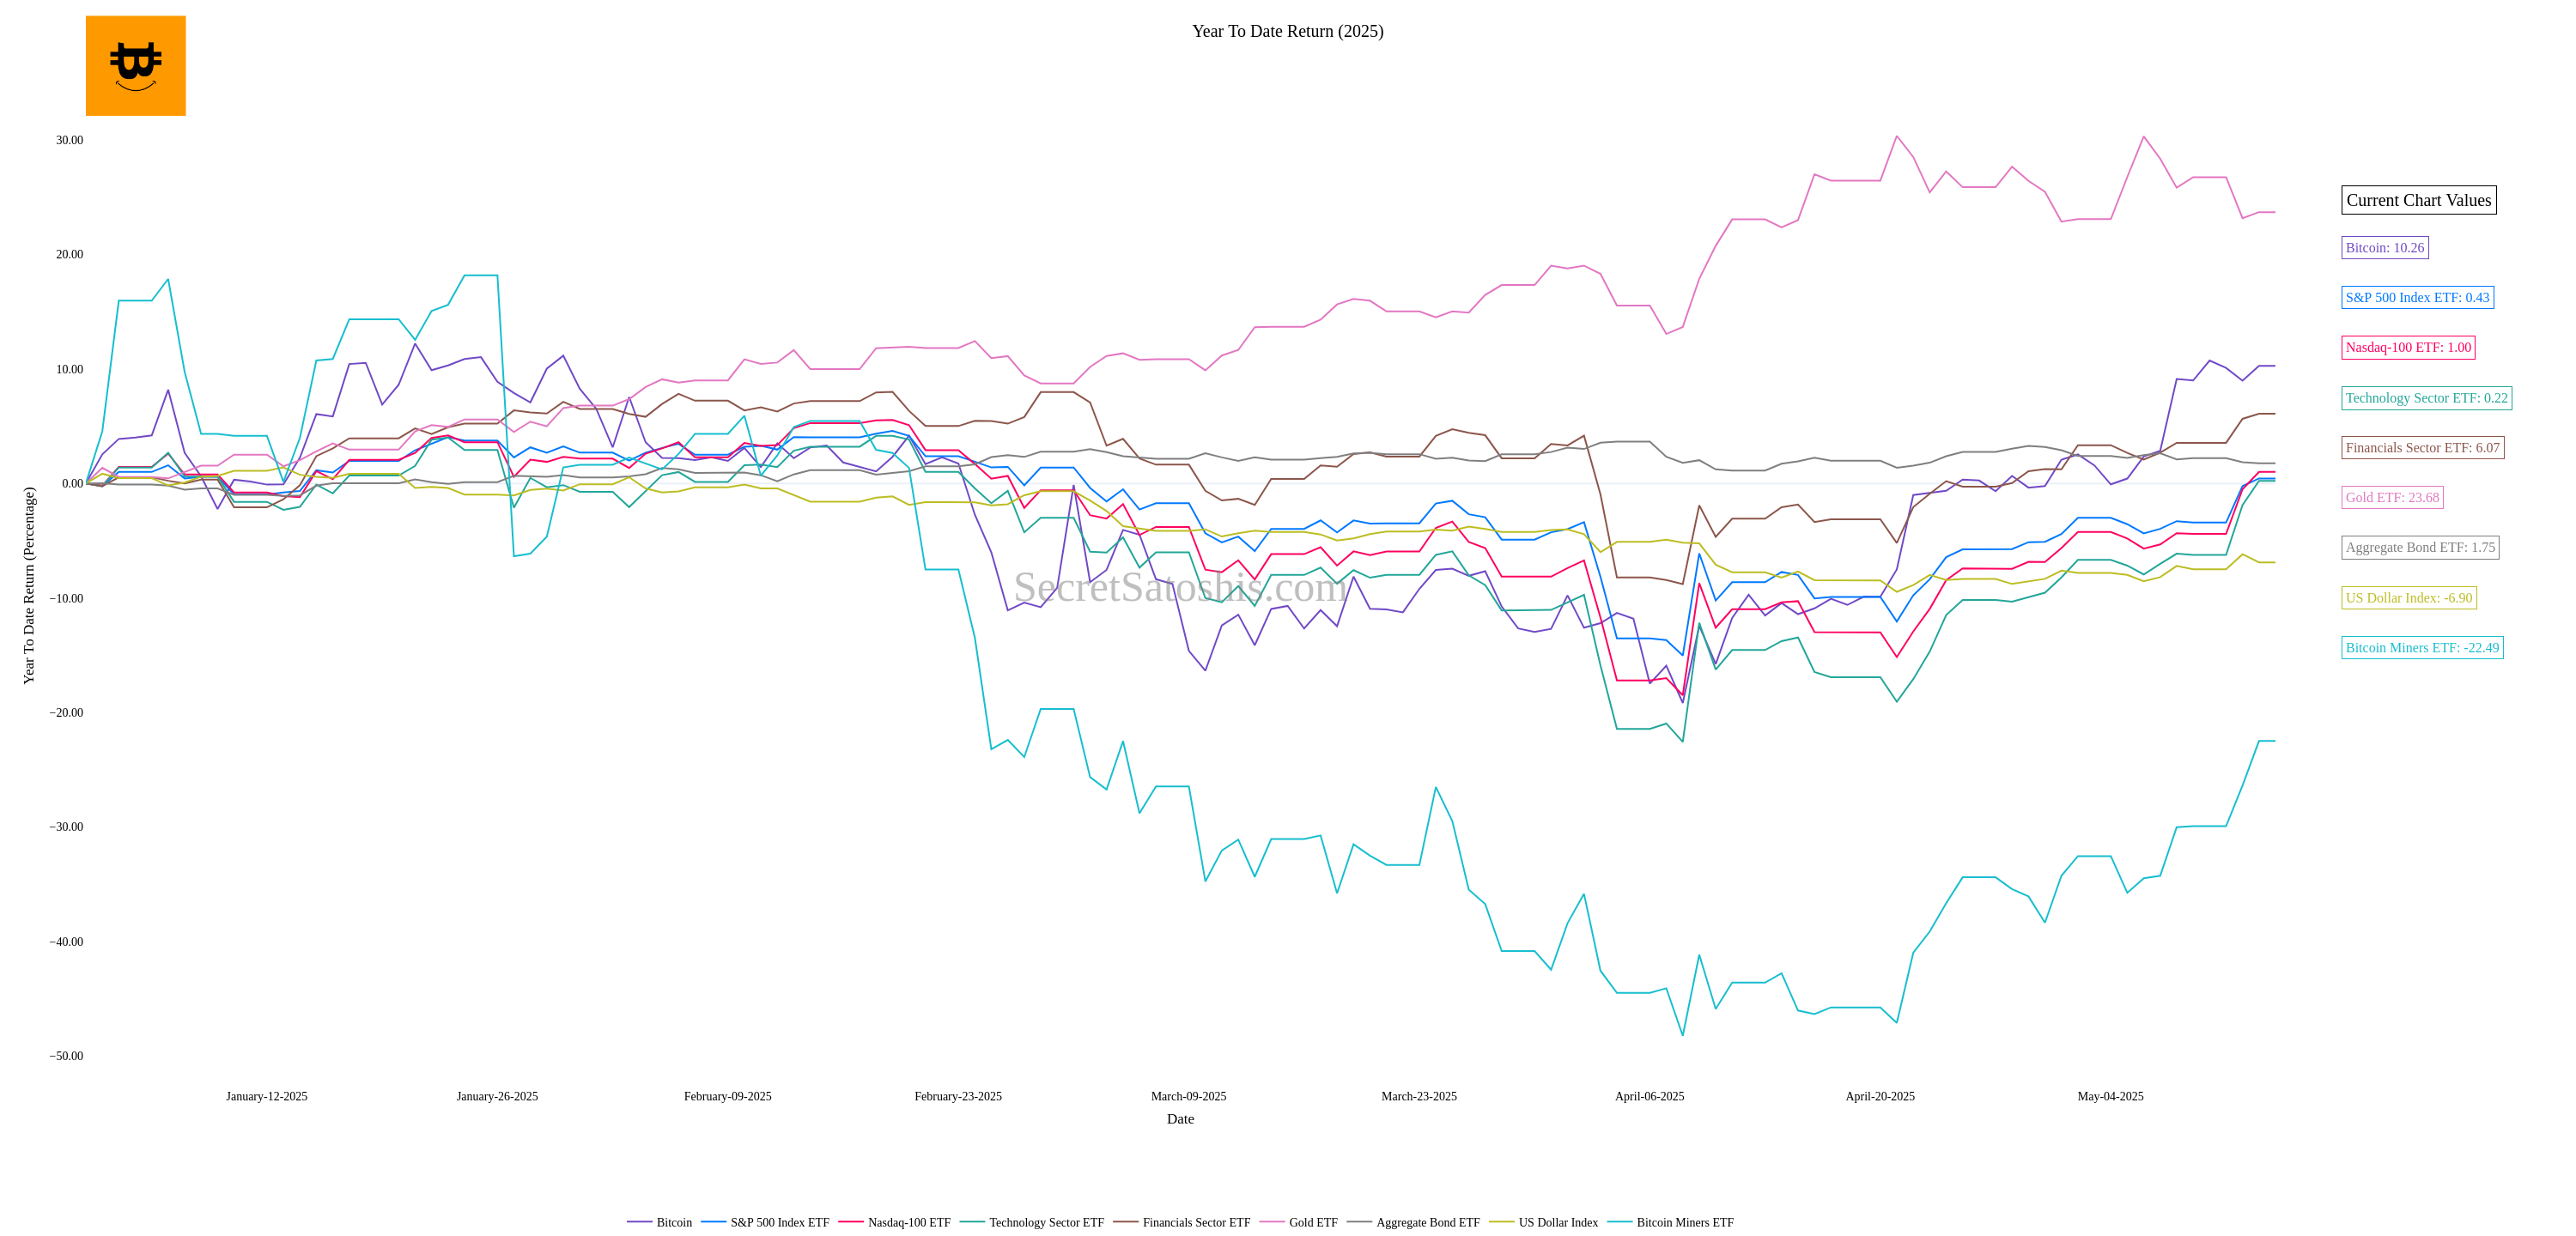 Year To Date Return (2025)
30.00
20.00
10.00
0.00
−10.00
−20.00
−30.00
−40.00
−50.00
Year To Date Return (Percentage)
SecretSatoshis.com
January-12-2025
January-26-2025
February-09-2025
February-23-2025
March-09-2025
March-23-2025
April-06-2025
April-20-2025
May-04-2025
Date
Current Chart Values
Bitcoin: 10.26
S&P 500 Index ETF: 0.43
Nasdaq-100 ETF: 1.00
Technology Sector ETF: 0.22
Financials Sector ETF: 6.07
Gold ETF: 23.68
Aggregate Bond ETF: 1.75
US Dollar Index: -6.90
Bitcoin Miners ETF: -22.49
Bitcoin
S&P 500 Index ETF
Nasdaq-100 ETF
Technology Sector ETF
Financials Sector ETF
Gold ETF
Aggregate Bond ETF
US Dollar Index
Bitcoin Miners ETF